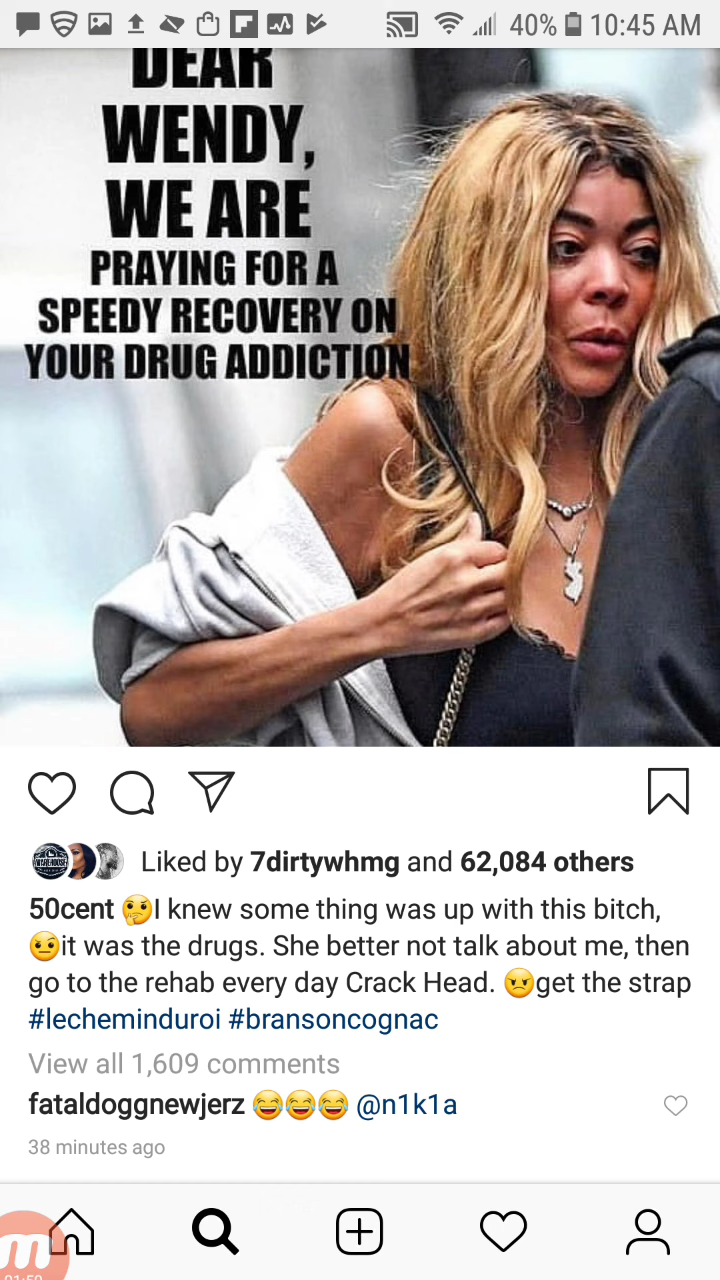 40% 10:45 AM
DEAR
WENDY,
WE ARE
PRAYING FOR A
SPEEDY RECOVERY ON
YOUR DRUG ADDICTION
Liked by 7dirtywhmg and 62,084 others
50cent 🤔I knew some thing was up with this bitch,
🤨it was the drugs. She better not talk about me, then
go to the rehab every day Crack Head. 😠get the strap
#lecheminduroi #bransoncognac
View all 1,609 comments
fataldoggnewjerz 😂😂😂 @n1k1a
38 minutes ago
m
01:50